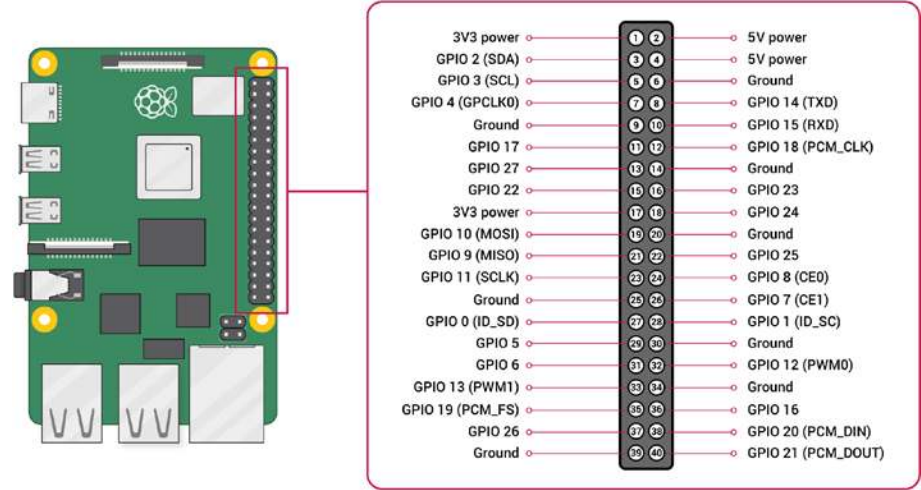 3V3 power 1 2 5V power
GPIO 2 (SDA) 3 4 5V power
GPIO 3 (SCL) 5 6 Ground
GPIO 4 (GPCLK0) 7 8 GPIO 14 (TXD)
Ground 9 10 GPIO 15 (RXD)
GPIO 17 11 12 GPIO 18 (PCM_CLK)
GPIO 27 13 14 Ground
GPIO 22 15 16 GPIO 23
3V3 power 17 18 GPIO 24
GPIO 10 (MOSI) 19 20 Ground
GPIO 9 (MISO) 21 22 GPIO 25
GPIO 11 (SCLK) 23 24 GPIO 8 (CE0)
Ground 25 26 GPIO 7 (CE1)
GPIO 0 (ID_SD) 27 28 GPIO 1 (ID_SC)
GPIO 5 29 30 Ground
GPIO 6 31 32 GPIO 12 (PWM0)
GPIO 13 (PWM1) 33 34 Ground
GPIO 19 (PCM_FS) 35 36 GPIO 16
GPIO 26 37 38 GPIO 20 (PCM_DIN)
Ground 39 40 GPIO 21 (PCM_DOUT)